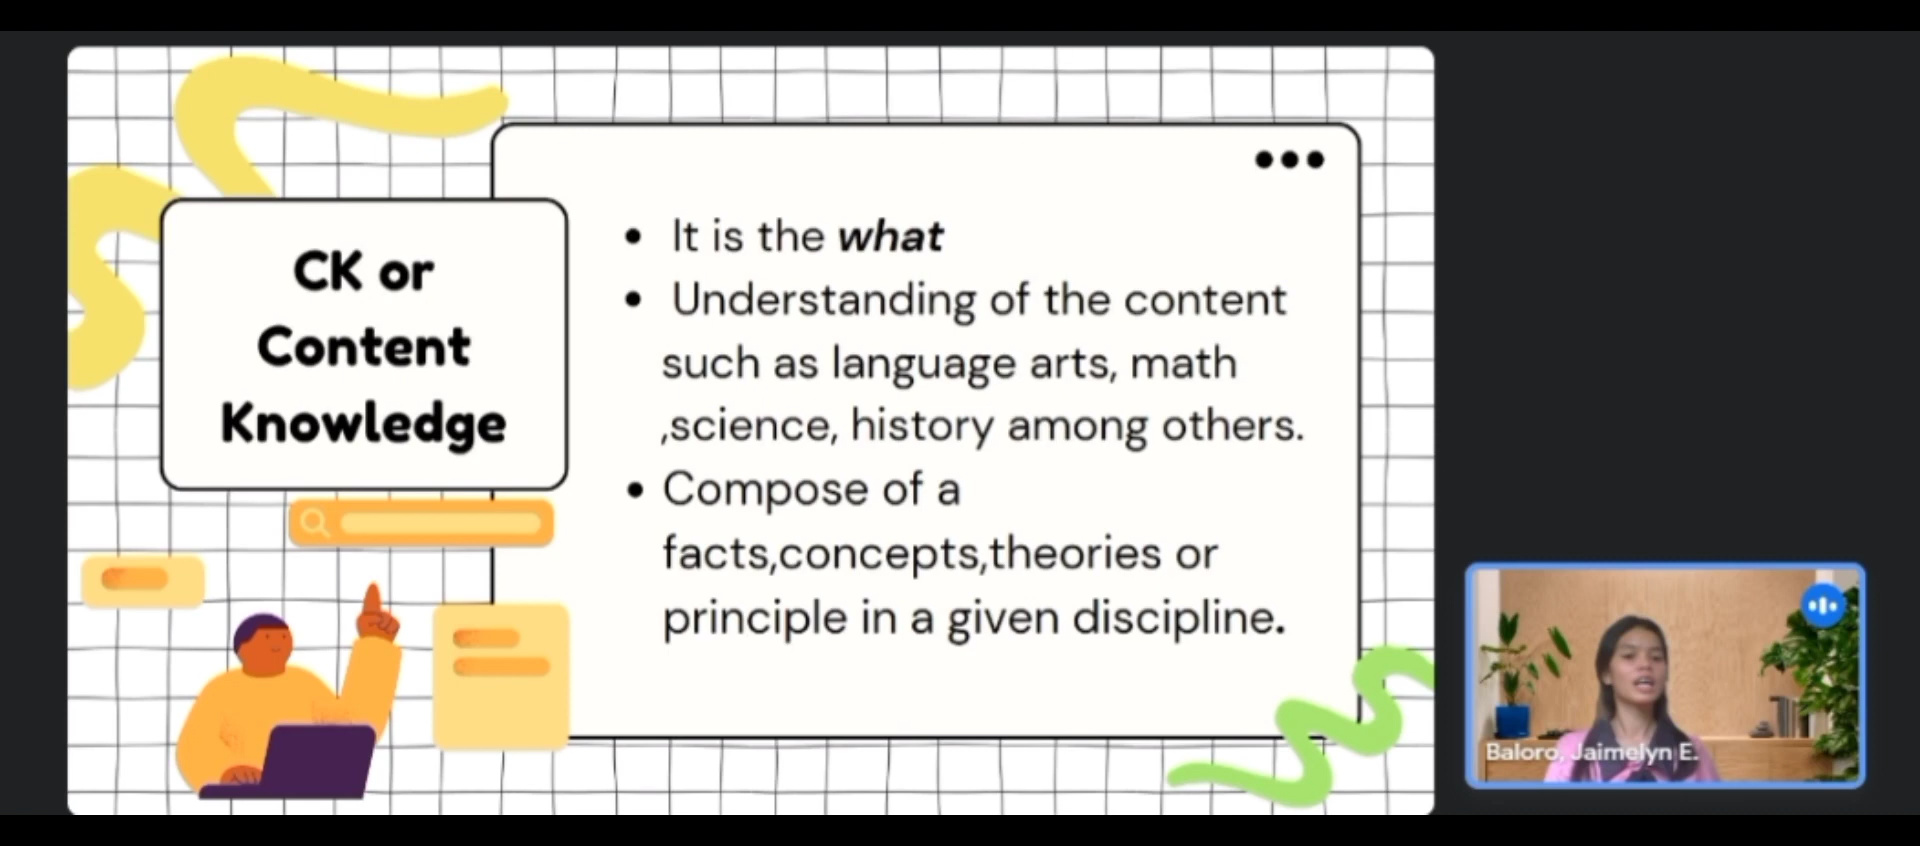 CK or
Content
Knowledge
It is the what
Understanding of the content
such as language arts, math
,science, history among others.
Compose of a
facts,concepts,theories or
principle in a given discipline.
Baloro, Jaimelyn E.